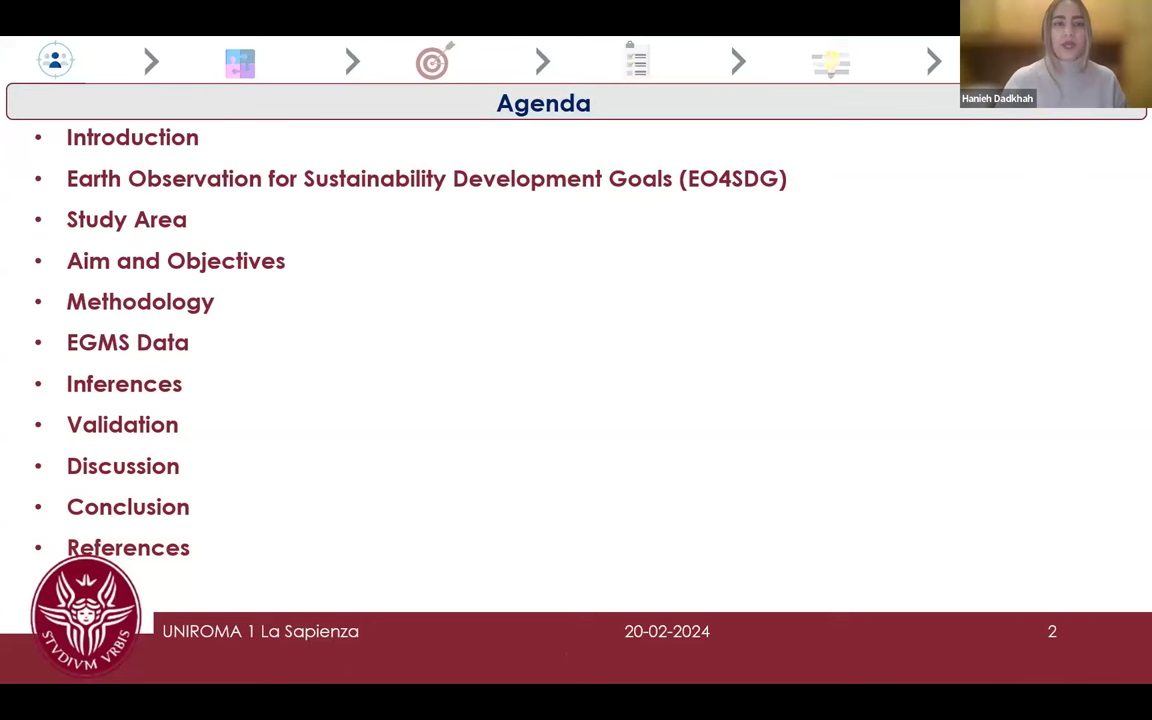 Hanieh Dadkhah
Agenda
• Introduction
• Earth Observation for Sustainability Development Goals (EO4SDG)
• Study Area
• Aim and Objectives
• Methodology
• EGMS Data
• Inferences
• Validation
• Discussion
• Conclusion
• References
STVDIVM VRBIS
UNIROMA 1 La Sapienza
20-02-2024
2